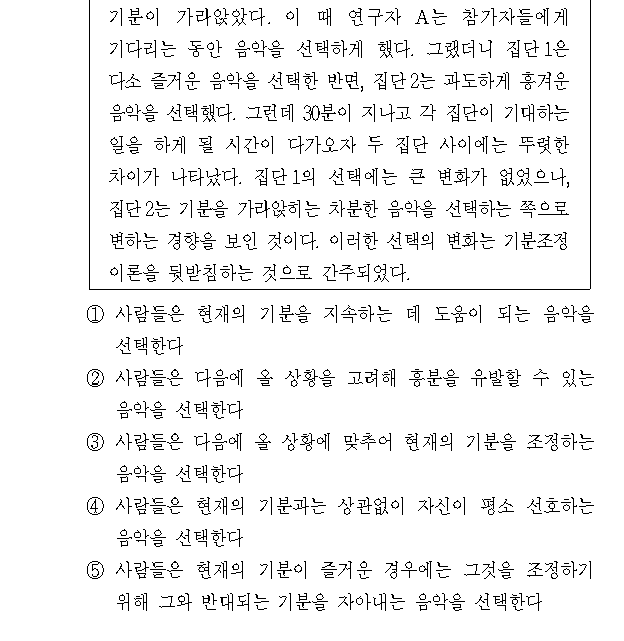 기분이 가라앉았다. 이 때 연구자 A는 참가자들에게
기다리는 동안 음악을 선택하게 했다. 그랬더니 집단1은
다소 즐거운 음악을 선택한 반면, 집단2는 과도하게 흥겨운
음악을 선택했다. 그런데 30분이 지나고 각 집단이 기대하는
일을 하게 될 시간이 다가오자 두 집단 사이에는 뚜렷한
차이가 나타났다. 집단1의 선택에는 큰 변화가 없었으나,
집단2는 기분을 가라앉히는 차분한 음악을 선택하는 쪽으로
변하는 경향을 보인 것이다. 이러한 선택의 변화는 기분조정
이론을 뒷받침하는 것으로 간주되었다.
① 사람들은 현재의 기분을 지속하는 데 도움이 되는 음악을
선택한다
② 사람들은 다음에 올 상황을 고려해 흥분을 유발할 수 있는
음악을 선택한다
③ 사람들은 다음에 올 상황에 맞추어 현재의 기분을 조정하는
음악을 선택한다
④ 사람들은 현재의 기분과는 상관없이 자신이 평소 선호하는
음악을 선택한다
⑤ 사람들은 현재의 기분이 즐거운 경우에는 그것을 조정하기
위해 그와 반대되는 기분을 자아내는 음악을 선택한다